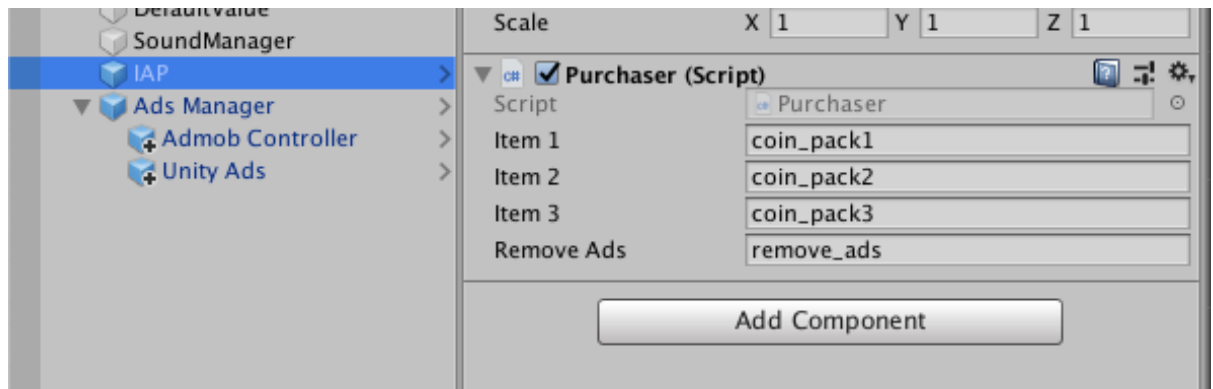 DefaultValue
SoundManager
IAP
Ads Manager
Admob Controller
Unity Ads
Scale X 1 Y 1 Z 1
c# Purchaser (Script)
Script Purchaser
Item 1 coin_pack1
Item 2 coin_pack2
Item 3 coin_pack3
Remove Ads remove_ads
Add Component